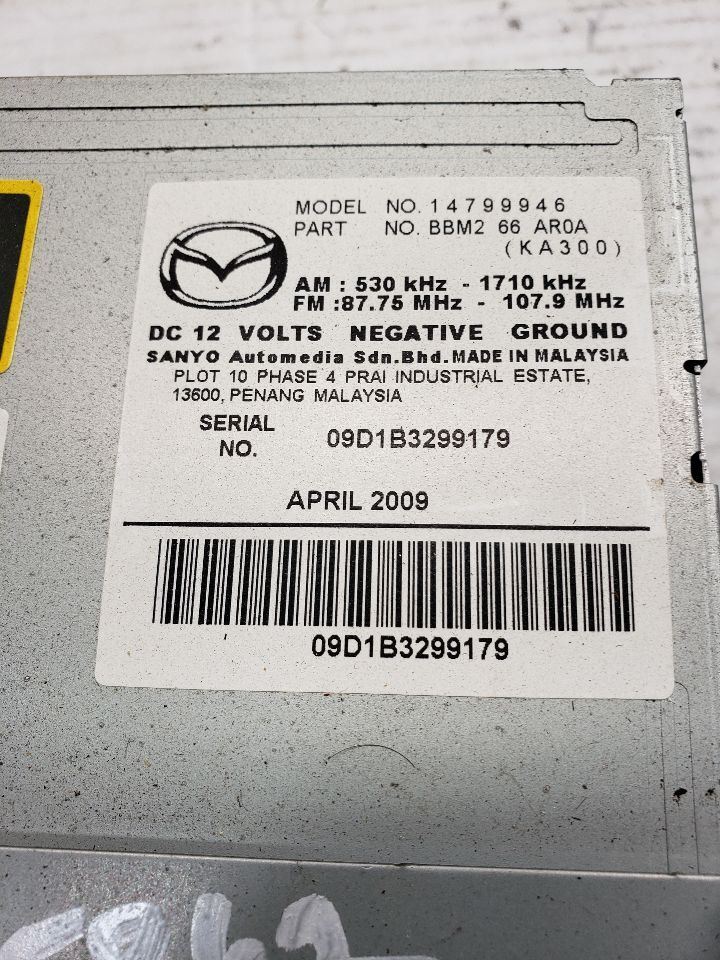 MODEL NO. 14799946
PART NO. BBM2 66 AR0A
(KA300)
AM : 530 kHz - 1710 kHz
FM :87.75 MHz - 107.9 MHz
DC 12 VOLTS NEGATIVE GROUND
SANYO Automedia Sdn.Bhd. MADE IN MALAYSIA
PLOT 10 PHASE 4 PRAI INDUSTRIAL ESTATE,
13600, PENANG MALAYSIA
SERIAL NO. 09D1B3299179
APRIL 2009
09D1B3299179